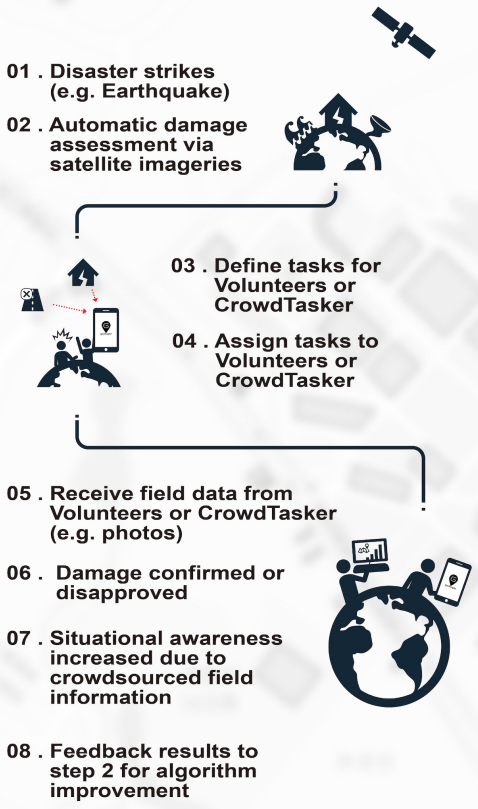 01 . Disaster strikes
(e.g. Earthquake)
02 . Automatic damage
assessment via
satellite imageries
03 . Define tasks for
Volunteers or
CrowdTasker
04 . Assign tasks to
Volunteers or
CrowdTasker
05 . Receive field data from
Volunteers or CrowdTasker
(e.g. photos)
06 . Damage confirmed or
disapproved
07 . Situational awareness
increased due to
crowdsourced field
information
08 . Feedback results to
step 2 for algorithm
improvement